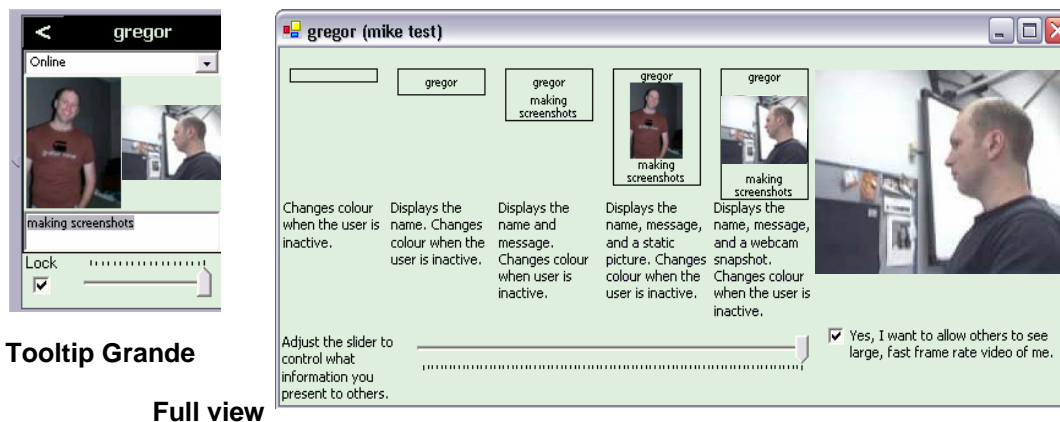 < gregor
Online
making screenshots
Lock
Tooltip Grande
gregor (mike test)
gregor
gregor
making
screenshots
gregor
making
screenshots
gregor
making
screenshots
Changes colour
when the user is
inactive.
Displays the
name. Changes
colour when the
user is inactive.
Displays the
name and
message.
Changes colour
when user is
inactive.
Displays the
name, message,
and a static
picture. Changes
colour when the
user is inactive.
Displays the
name, message,
and a webcam
snapshot.
Changes colour
when the user is
inactive.
Adjust the slider to
control what
information you
present to others.
Yes, I want to allow others to see
large, fast frame rate video of me.
Full view